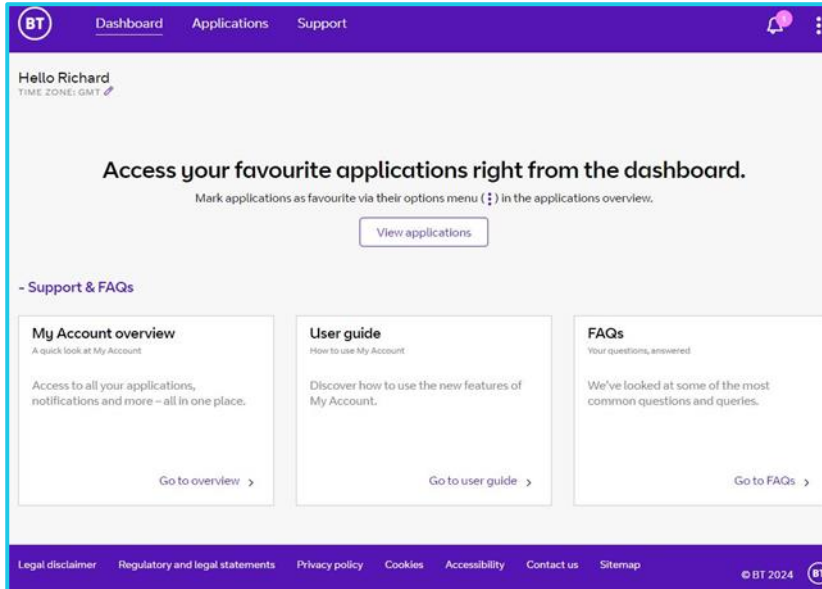 BT
Dashboard Applications Support
1
Hello Richard
TIME ZONE: GMT
Access your favourite applications right from the dashboard.
Mark applications as favourite via their options menu (⋮) in the applications overview.
View applications
- Support & FAQs
My Account overview
A quick look at My Account
Access to all your applications,
notifications and more – all in one place.
Go to overview >
User guide
How to use My Account
Discover how to use the new features of
My Account.
Go to user guide >
FAQs
Your questions, answered
We've looked at some of the most
common questions and queries.
Go to FAQs >
Legal disclaimer Regulatory and legal statements Privacy policy Cookies Accessibility Contact us Sitemap
© BT 2024 BT